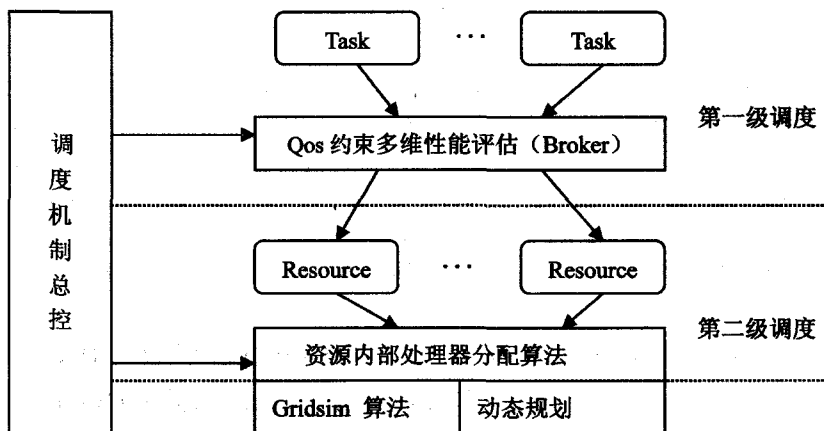 Task ··· Task
第一级调度
Qos 约束多维性能评估（Broker）
调度机制总控
Resource ··· Resource
第二级调度
资源内部处理器分配算法
Gridsim 算法 动态规划